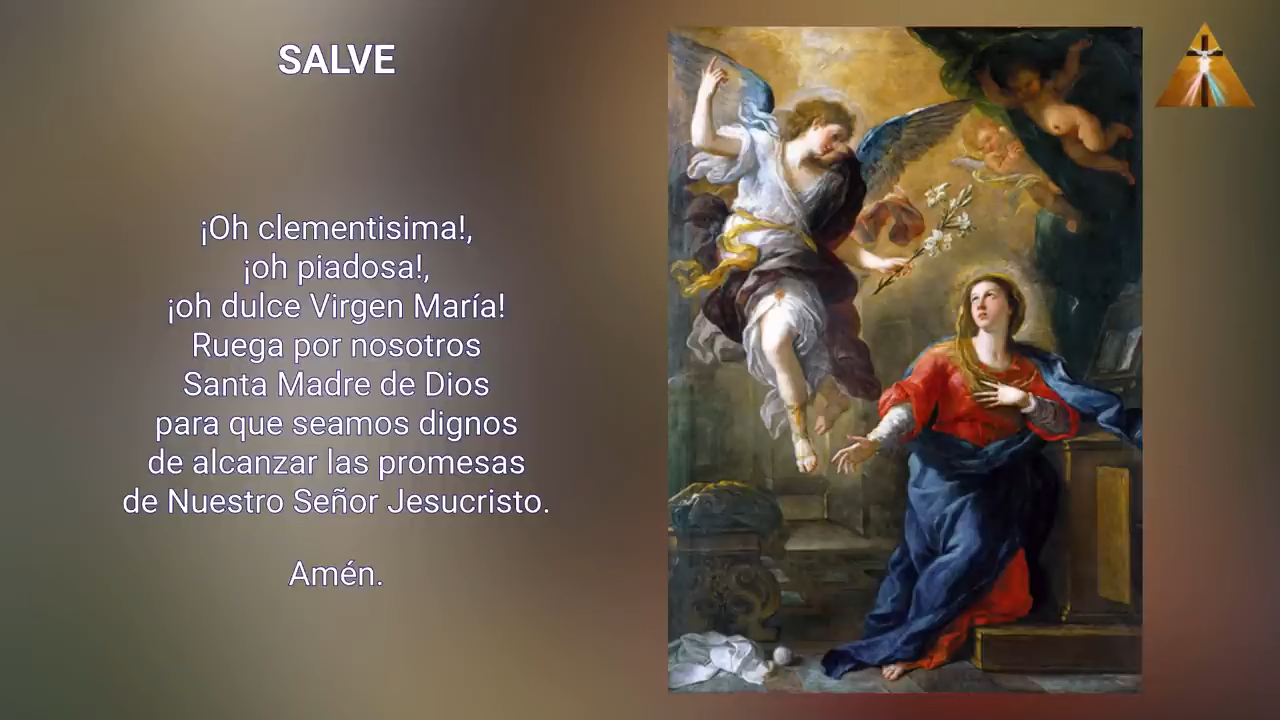 SALVE
¡Oh clementisima!,
¡oh piadosa!,
¡oh dulce Virgen María!
Ruega por nosotros
Santa Madre de Dios
para que seamos dignos
de alcanzar las promesas
de Nuestro Señor Jesucristo.
Amén.